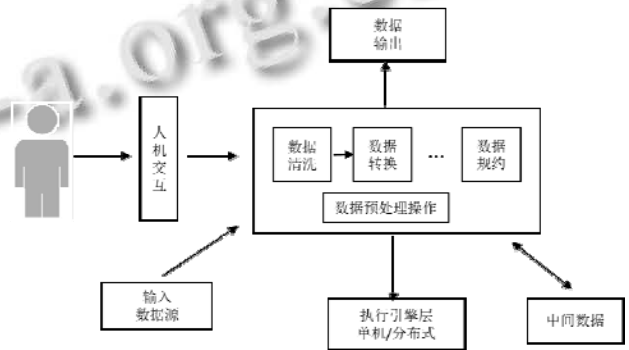 a.org.c
数据
输出
人
机
交
互
数据
清洗
数据
转换
...
数据
规约
数据预处理操作
输入
数据源
执行引擎层
单机/分布式
中间数据